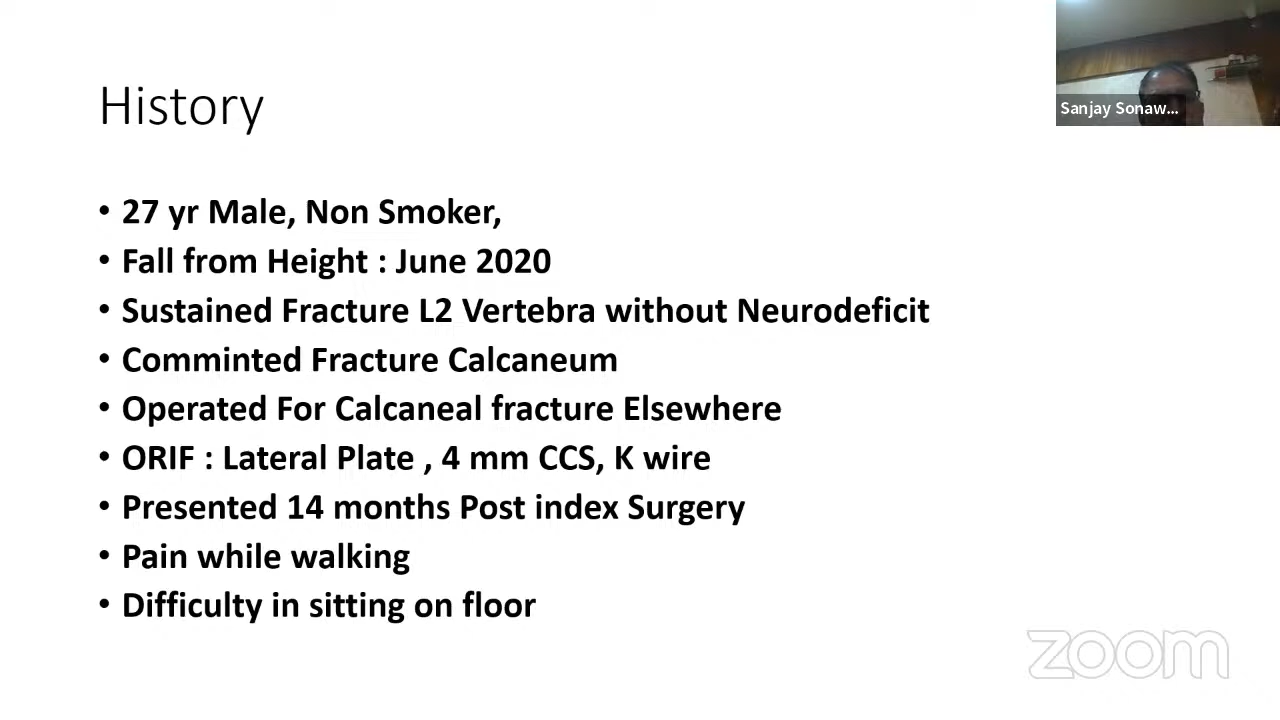 History
Sanjay Sonaw...
• 27 yr Male, Non Smoker,
• Fall from Height : June 2020
• Sustained Fracture L2 Vertebra without Neurodeficit
• Comminted Fracture Calcaneum
• Operated For Calcaneal fracture Elsewhere
• ORIF : Lateral Plate , 4 mm CCS, K wire
• Presented 14 months Post index Surgery
• Pain while walking
• Difficulty in sitting on floor
zoom